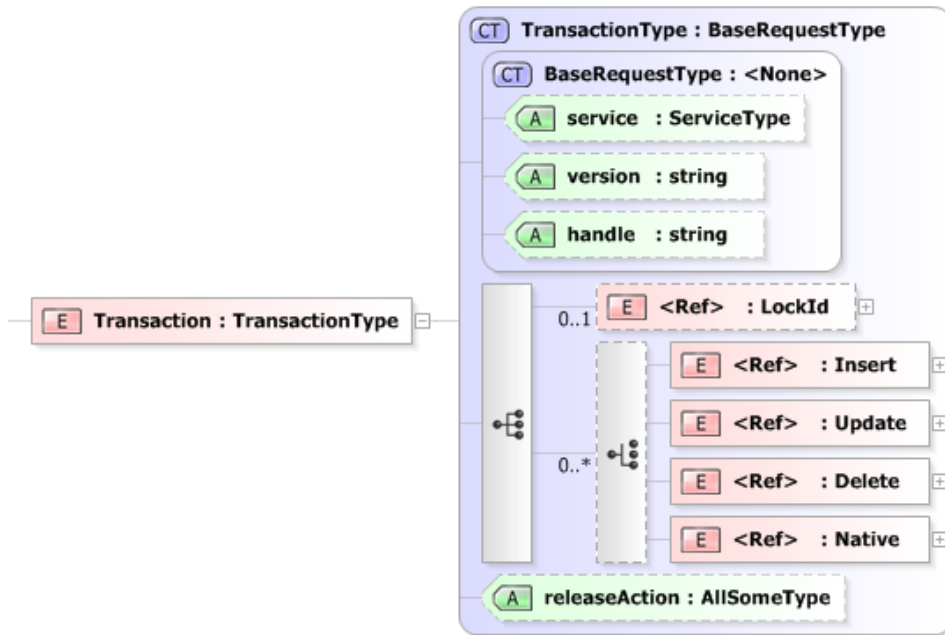 CT TransactionType : BaseRequestType
CT BaseRequestType : <None>
A service : ServiceType
A version : string
A handle : string
E Transaction : TransactionType
0..1
E <Ref> : LockId
E <Ref> : Insert
E <Ref> : Update
0..*
E <Ref> : Delete
E <Ref> : Native
A releaseAction : AllSomeType